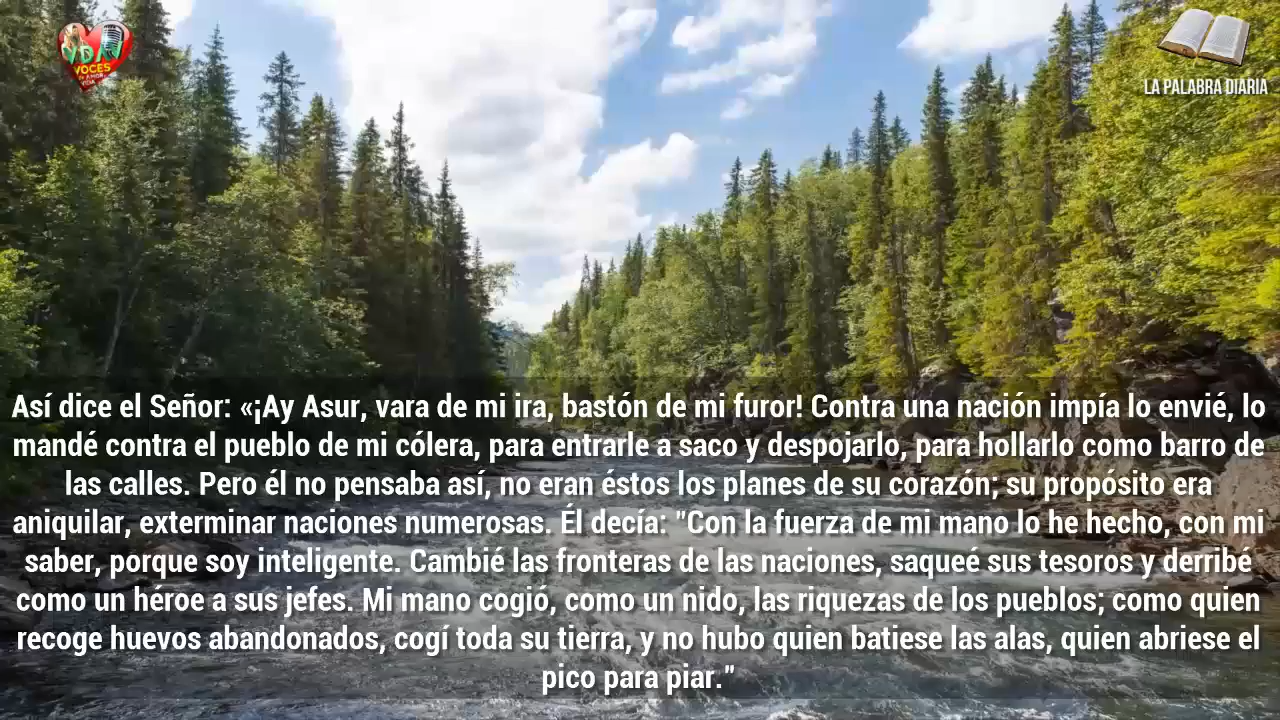 VDAV
VOCES
DE AMOR
VIDA
LA PALABRA DIARIA
Así dice el Señor: «¡Ay Asur, vara de mi ira, bastón de mi furor! Contra una nación impía lo envié, lo
mandé contra el pueblo de mi cólera, para entrarle a saco y despojarlo, para hollarlo como barro de
las calles. Pero él no pensaba así, no eran éstos los planes de su corazón; su propósito era
aniquilar, exterminar naciones numerosas. Él decía: "Con la fuerza de mi mano lo he hecho, con mi
saber, porque soy inteligente. Cambié las fronteras de las naciones, saqueé sus tesoros y derribé
como un héroe a sus jefes. Mi mano cogió, como un nido, las riquezas de los pueblos; como quien
recoge huevos abandonados, cogí toda su tierra, y no hubo quien batiese las alas, quien abriese el
pico para piar."